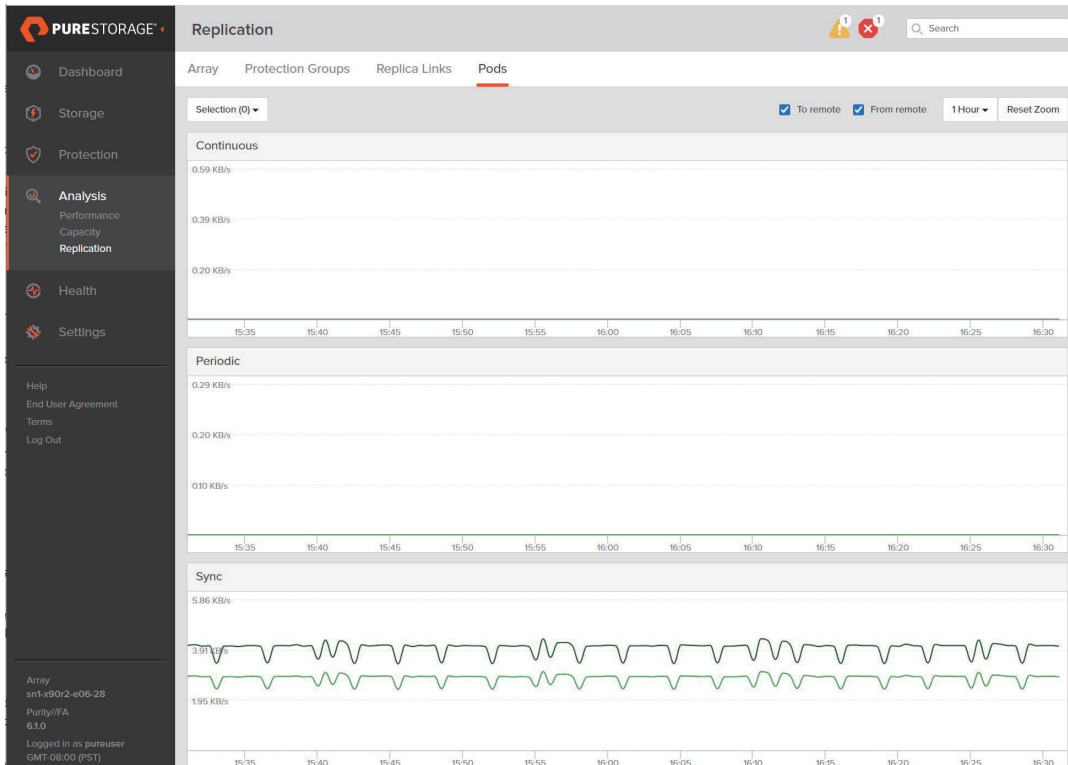 PURESTORAGE®
Replication
1
1
Search
Dashboard
Storage
Protection
Analysis
Performance
Capacity
Replication
Health
Settings
Help
End User Agreement
Terms
Log Out
Array
sn1-x90r2-e06-28
Purity//FA
6.1.0
Logged in as pureuser
GMT-08:00 (PST)
Array Protection Groups Replica Links Pods
Selection (0)
To remote From remote 1 Hour Reset Zoom
Continuous
0.59 KB/s
0.39 KB/s
0.20 KB/s
15:35 15:40 15:45 15:50 15:55 16:00 16:05 16:10 16:15 16:20 16:25 16:30
Periodic
0.29 KB/s
0.20 KB/s
0.10 KB/s
15:35 15:40 15:45 15:50 15:55 16:00 16:05 16:10 16:15 16:20 16:25 16:30
Sync
5.86 KB/s
3.91 KB/s
1.95 KB/s
15:35 15:40 15:45 15:50 15:55 16:00 16:05 16:10 16:15 16:20 16:25 16:30